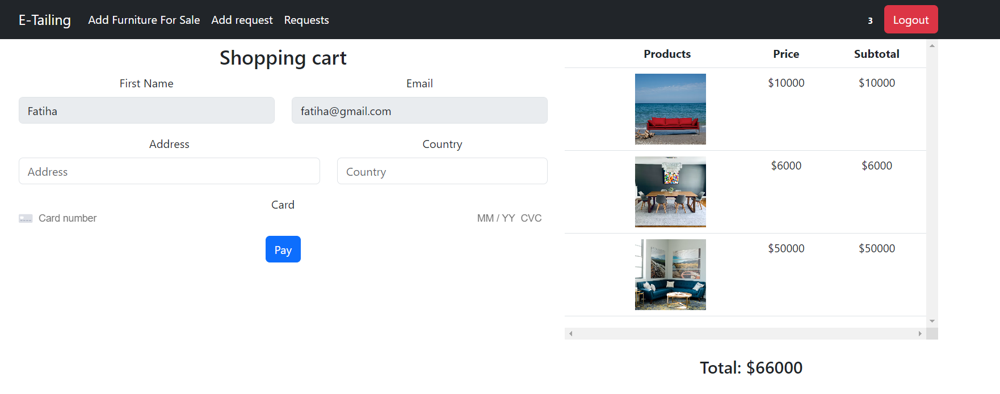 E-Tailing Add Furniture For Sale Add request Requests 3 Logout
Shopping cart
First Name Email
Fatiha fatiha@gmail.com
Address Country
Address Country
Card
Card number MM / YY CVC
Pay
Products Price Subtotal
$10000 $10000
$6000 $6000
$50000 $50000
Total: $66000